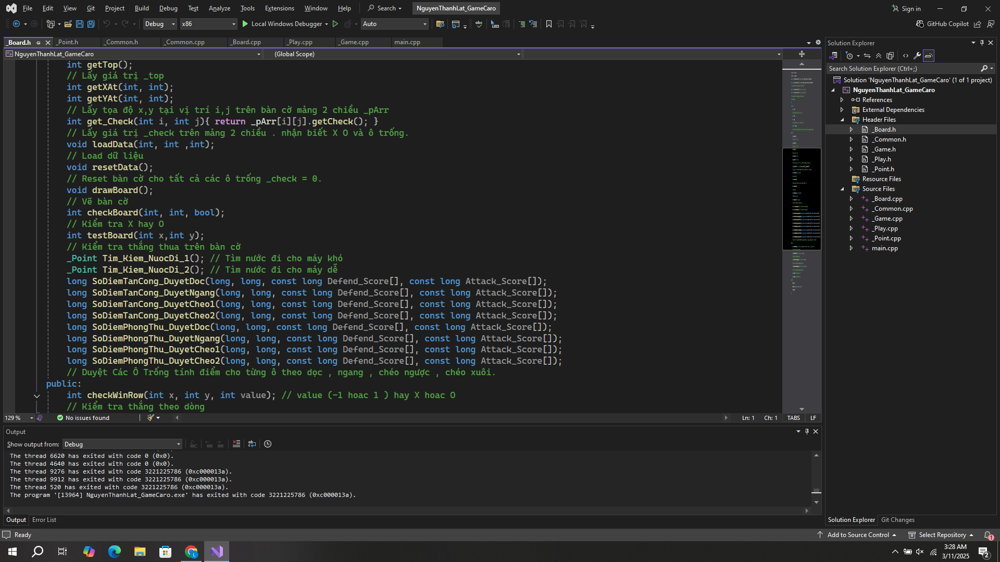 File Edit View Git Project Build Debug Test Analyze Tools Extensions Window Help Search NguyenThanhLat_GameCaro Sign in
Debug x86 Local Windows Debugger Auto GitHub Copilot
_Board.h _Point.h _Common.h _Common.cpp _Board.cpp _Play.cpp _Game.cpp main.cpp
NguyenThanhLat_GameCaro (Global Scope)
int getTop();
// Lấy giá trị _top
int getXAt(int, int);
int getYAt(int, int);
// Lấy tọa độ x,y tại vị trí i,j trên bàn cờ mảng 2 chiều _pArr
int get_Check(int i, int j){ return _pArr[i][j].getCheck(); }
// Lấy giá trị _check trên mảng 2 chiều . nhận biết X O và ô trống.
void loadData(int, int ,int);
// Load dữ liệu
void resetData();
// Reset bàn cờ cho tất cả các ô trống _check = 0.
void drawBoard();
// Vẽ bàn cờ
int checkBoard(int, int, bool);
// Kiểm tra X hay O
int testBoard(int x,int y);
// Kiểm tra thắng thua trên bàn cờ
_Point Tim_Kiem_NuocDi_1(); // Tìm nước đi cho máy khó
_Point Tim_Kiem_NuocDi_2(); // Tìm nước đi cho máy dễ
long SoDiemTanCong_DuyetDoc(long, long, const long Defend_Score[], const long Attack_Score[]);
long SoDiemTanCong_DuyetNgang(long, long, const long Defend_Score[], const long Attack_Score[]);
long SoDiemTanCong_DuyetCheo1(long, long, const long Defend_Score[], const long Attack_Score[]);
long SoDiemTanCong_DuyetCheo2(long, long, const long Defend_Score[], const long Attack_Score[]);
long SoDiemPhongThu_DuyetDoc(long, long, const long Defend_Score[], const long Attack_Score[]);
long SoDiemPhongThu_DuyetNgang(long, long, const long Defend_Score[], const long Attack_Score[]);
long SoDiemPhongThu_DuyetCheo1(long, long, const long Defend_Score[], const long Attack_Score[]);
long SoDiemPhongThu_DuyetCheo2(long, long, const long Defend_Score[], const long Attack_Score[]);
// Duyệt Các Ô Trống tính điểm cho từng ô theo dọc , ngang , chéo ngược , chéo xuôi.
public:
int checkWinRow(int x, int y, int value); // value (-1 hoac 1 ) hay X hoac O
// Kiểm tra thắng theo dòng
129 % No issues found Ln: 1 Ch: 1 TABS LF
Output
Show output from: Debug
The thread 6620 has exited with code 0 (0x0).
The thread 4640 has exited with code 0 (0x0).
The thread 9276 has exited with code 3221225786 (0xc000013a).
The thread 9912 has exited with code 3221225786 (0xc000013a).
The thread 520 has exited with code 3221225786 (0xc000013a).
The program '[13964] NguyenThanhLat_GameCaro.exe' has exited with code 3221225786 (0xc000013a).
Output Error List
Solution Explorer
Search Solution Explorer (Ctrl+;)
Solution 'NguyenThanhLat_GameCaro' (1 of 1 project)
NguyenThanhLat_GameCaro
References
External Dependencies
Header Files
_Board.h
_Common.h
_Game.h
_Play.h
_Point.h
Resource Files
Source Files
_Board.cpp
_Common.cpp
_Game.cpp
_Play.cpp
_Point.cpp
main.cpp
Solution Explorer Git Changes
Ready Add to Source Control Select Repository 1
3:28 AM
3/11/2025
2